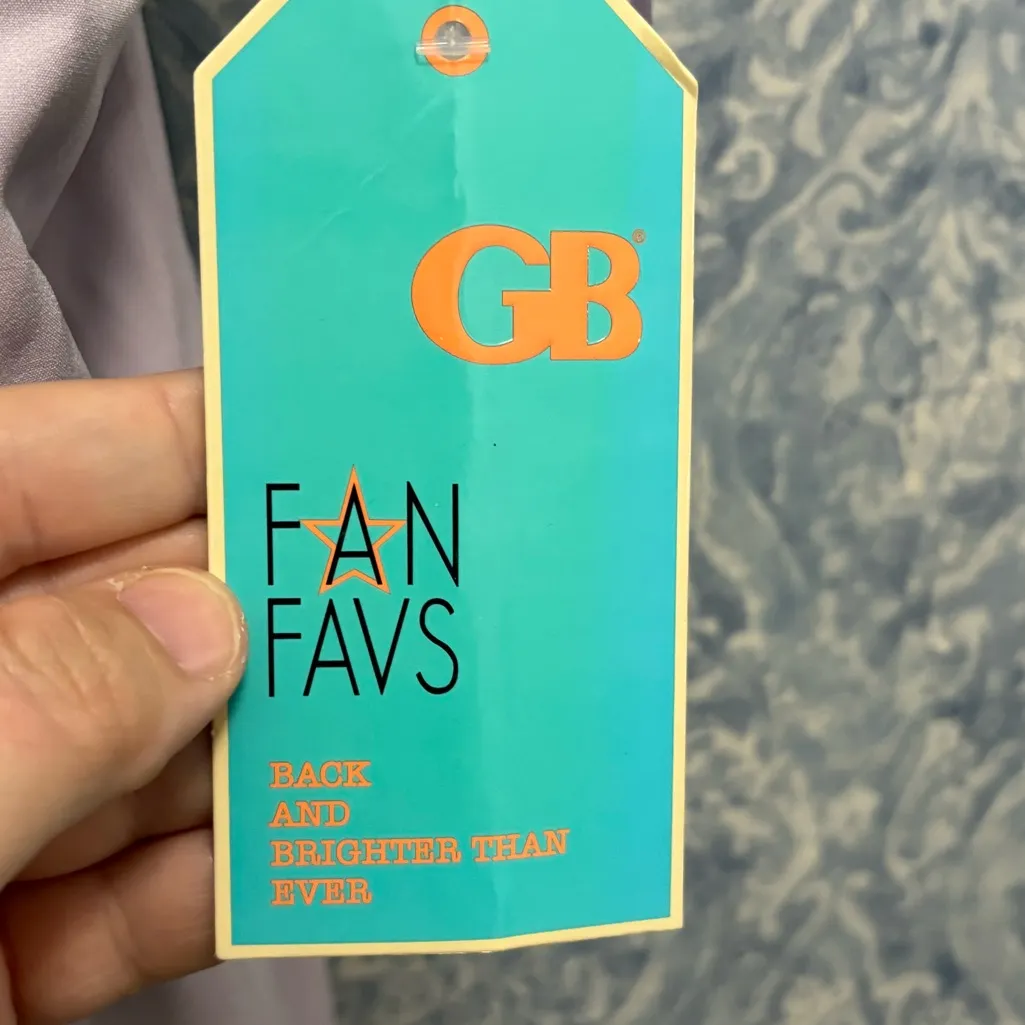 GB®
FAN
FAVS
BACK
AND
BRIGHTER THAN
EVER